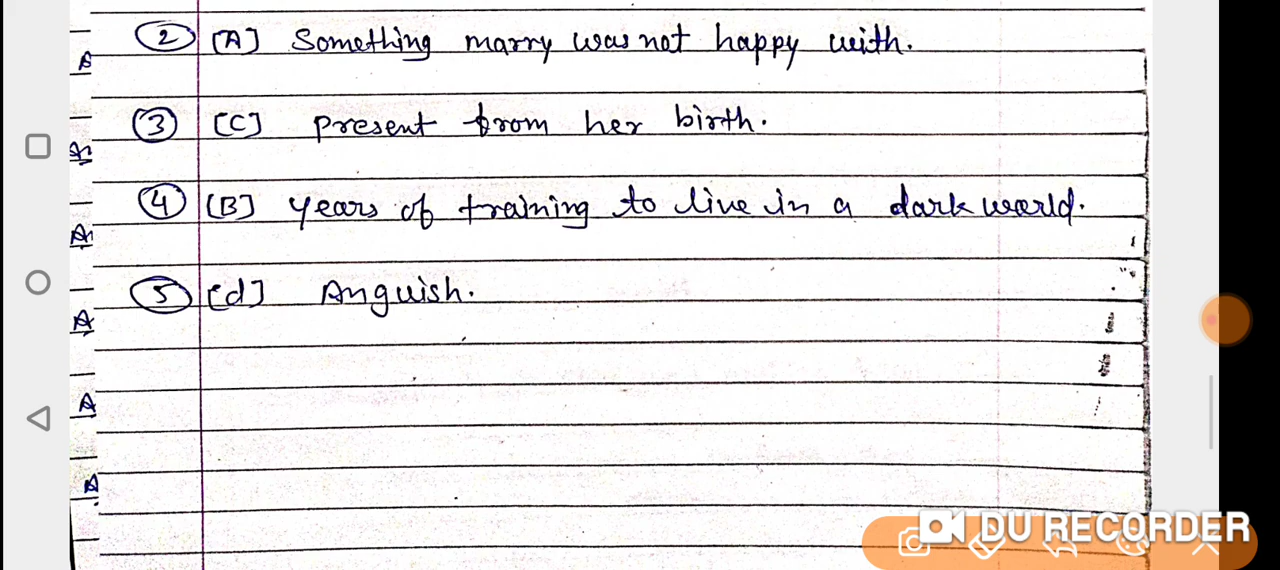 2 [A] Something marry was not happy with.
3 [C] present from her birth.
4 [B] years of training to live in a dark world.
5 [d] Anguish.
A
A
A
A
A
A
DU RECORDER